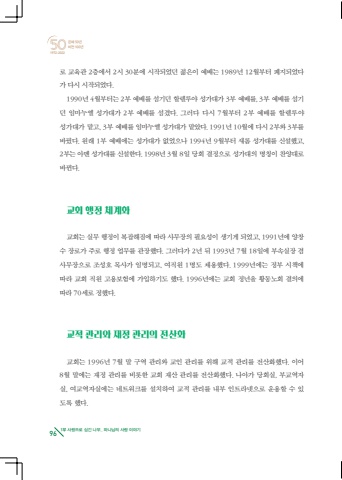 50
로 교육관 2층에서 2시 30분에 시작되었던 젊은이 예배는 1989년 12월부터 폐지되었다
가 다시 시작되었다.
1990년 4월부터는 2부 예배를 섬기던 할렐루야 성가대가 3부 예배를, 3부 예배를 섬기
던 임마누엘 성가대가 2부 예배를 섬겼다. 그러다 다시 7월부터 2부 예배를 할렐루야
성가대가 맡고, 3부 예배를 임마누엘 성가대가 맡았다. 1991년 10월에 다시 2부와 3부를
바꿨다. 원래 1부 예배에는 성가대가 없었으나 1994년 9월부터 새롬 성가대를 신설했고,
2부는 아멘 성가대를 신설한다. 1998년 3월 8일 당회 결정으로 성가대의 명칭이 찬양대로
바뀐다.
교회 행정 체계화
교회는 실무 행정이 복잡해짐에 따라 사무장의 필요성이 생기게 되었고, 1991년에 양창
수 장로가 주로 행정 업무를 관장했다. 그러다가 2년 뒤 1993년 7월 18일에 부속실장 겸
사무장으로 조성호 목사가 임명되고, 여직원 1명도 채용했다. 1999년에는 정부 시책에
따라 교회 직원 고용보험에 가입하기도 했다. 1996년에는 교회 정년을 황동노회 결의에
따라 70세로 정했다.
교적 관리와 재정 관리의 전산화
교회는 1996년 7월 말 구역 관리와 교인 관리를 위해 교적 관리를 전산화했다. 이어
8월 말에는 재정 관리를 비롯한 교회 재산 관리를 전산화했다. 나아가 당회실, 부교역자
실, 여교역자실에는 네트워크를 설치하여 교적 관리를 내부 인트라넷으로 운용할 수 있
도록 했다.
96
1부 사랑으로 심긴 나무, 하나님의 사랑 이야기